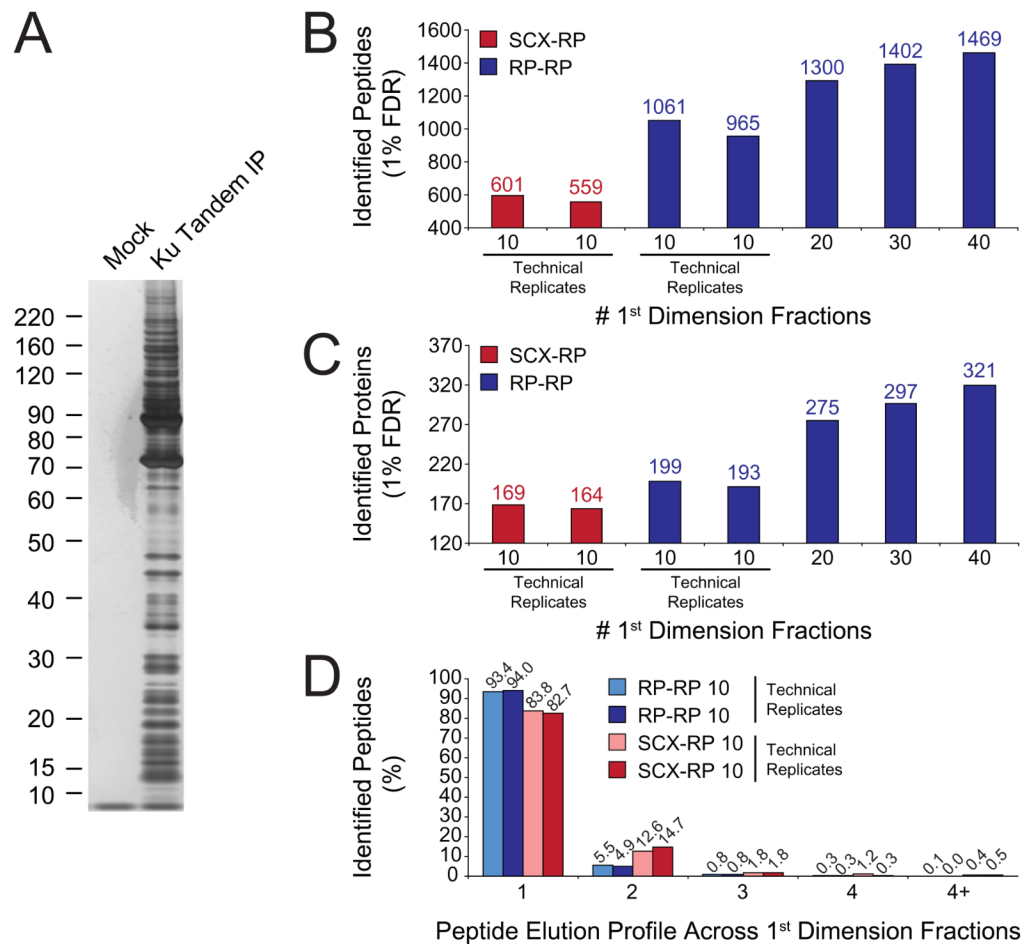 A
Mock
Ku Tandem IP
220
160
120
90
80
70
60
50
40
30
20
15
10
B
Identified Peptides
(1% FDR)
1600
1400
1200
1000
800
600
400
SCX-RP
RP-RP
601
559
1061
965
1300
1402
1469
10
10
10
10
20
30
40
Technical
Replicates
Technical
Replicates
# 1st Dimension Fractions
C
Identified Proteins
(1% FDR)
370
320
270
220
170
120
SCX-RP
RP-RP
169
164
199
193
275
297
321
10
10
10
10
20
30
40
Technical
Replicates
Technical
Replicates
# 1st Dimension Fractions
D
Identified Peptides
(%)
100
90
80
70
60
50
40
30
20
10
0
RP-RP 10
RP-RP 10
Technical
Replicates
SCX-RP 10
SCX-RP 10
Technical
Replicates
93.4
94.0
83.8
82.7
5.5
4.9
12.6
14.7
0.8
0.8
1.8
1.8
0.3
0.3
1.2
0.3
0.1
0.0
0.4
0.5
1
2
3
4
4+
Peptide Elution Profile Across 1st Dimension Fractions